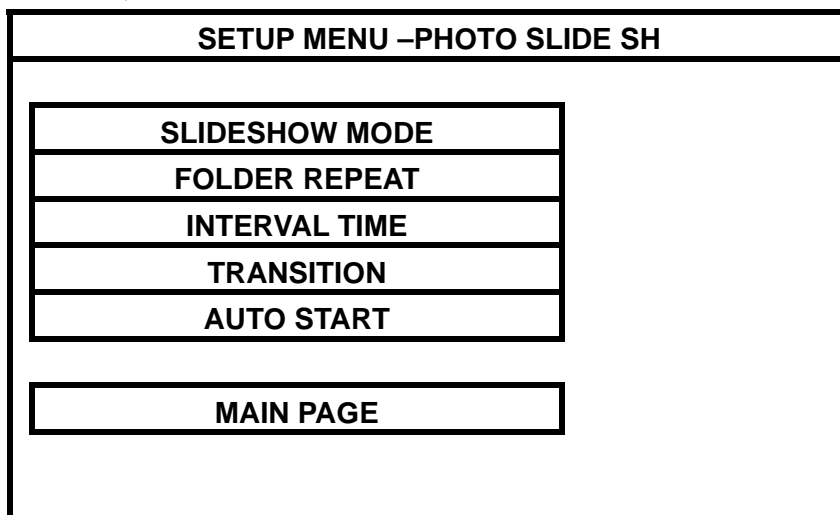 SETUP MENU –PHOTO SLIDE SH
SLIDESHOW MODE
FOLDER REPEAT
INTERVAL TIME
TRANSITION
AUTO START
MAIN PAGE